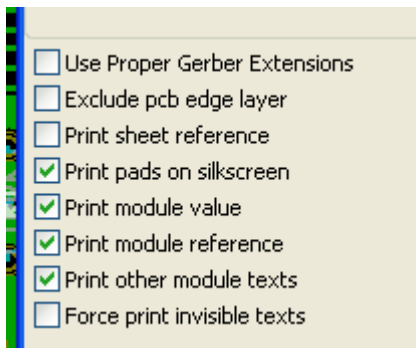 Use Proper Gerber Extensions
Exclude pcb edge layer
Print sheet reference
Print pads on silkscreen
Print module value
Print module reference
Print other module texts
Force print invisible texts